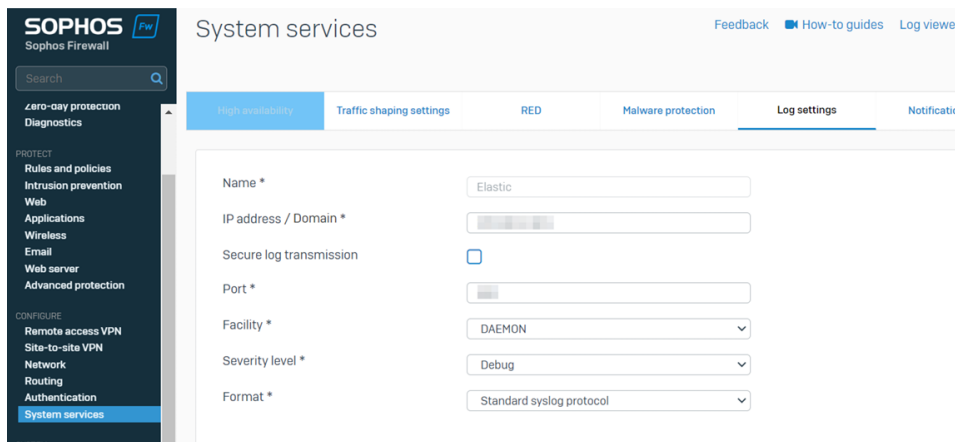 SOPHOS Fw
Sophos Firewall
Search
Zero-day protection
Diagnostics
PROTECT
Rules and policies
Intrusion prevention
Web
Applications
Wireless
Email
Web server
Advanced protection
CONFIGURE
Remote access VPN
Site-to-site VPN
Network
Routing
Authentication
System services
System services
Feedback How-to guides Log viewe
High availability Traffic shaping settings RED Malware protection Log settings Notificatio
Name * Elastic
IP address / Domain *
Secure log transmission
Port *
Facility * DAEMON
Severity level * Debug
Format * Standard syslog protocol